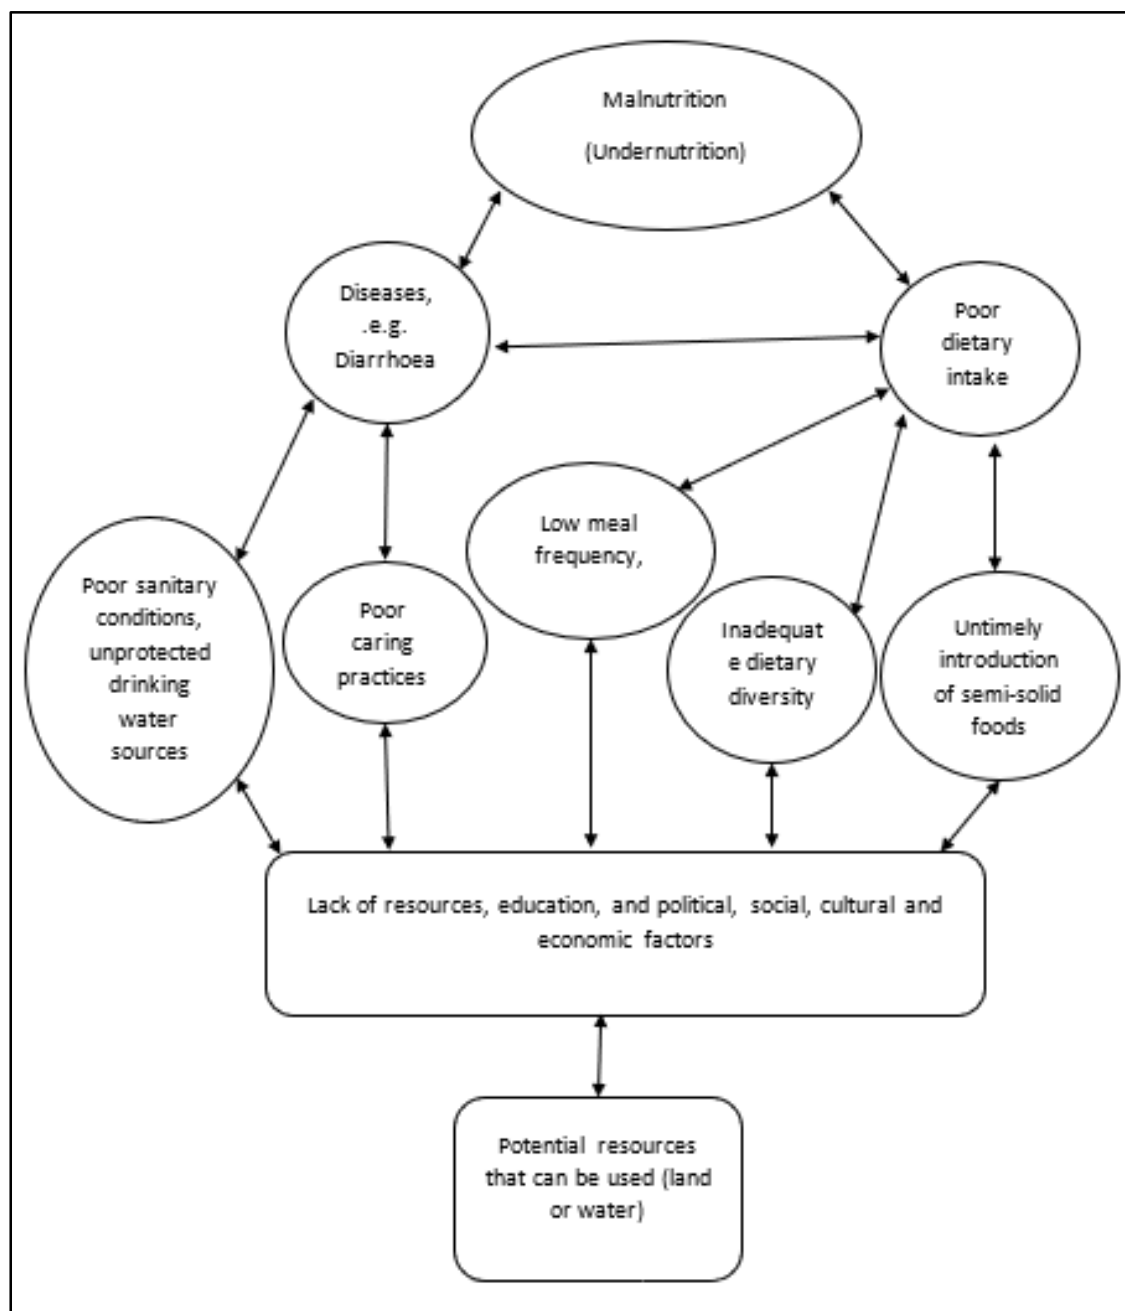 Malnutrition
(Undernutrition)
Diseases,
.e.g.
Diarrhoea
Poor
dietary
intake
Low meal
frequency,
Poor sanitary
conditions,
unprotected
drinking
water
sources
Poor
caring
practices
Inadequat
e dietary
diversity
Untimely
introduction
of semi-solid
foods
Lack of resources, education, and political, social, cultural and
economic factors
Potential resources
that can be used (land
or water)